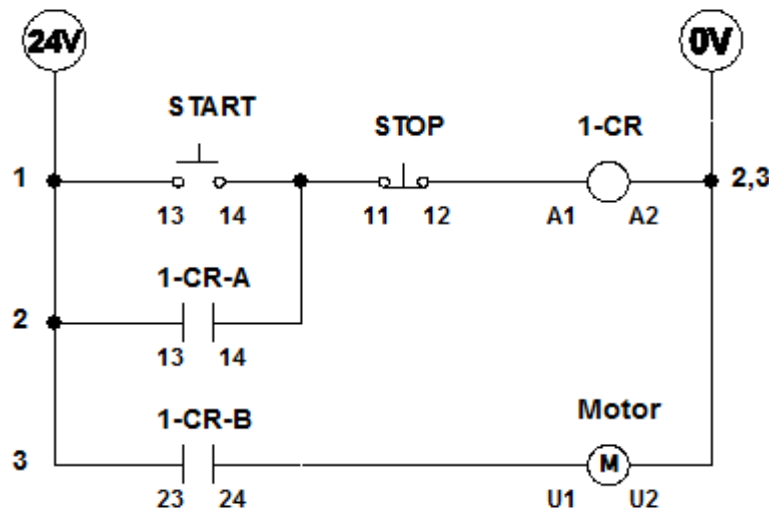 24V 0V
START
STOP 1-CR
1 2,3
13 14 11 12 A1 A2
1-CR-A
2
13 14
1-CR-B Motor
3 M
23 24 U1 U2